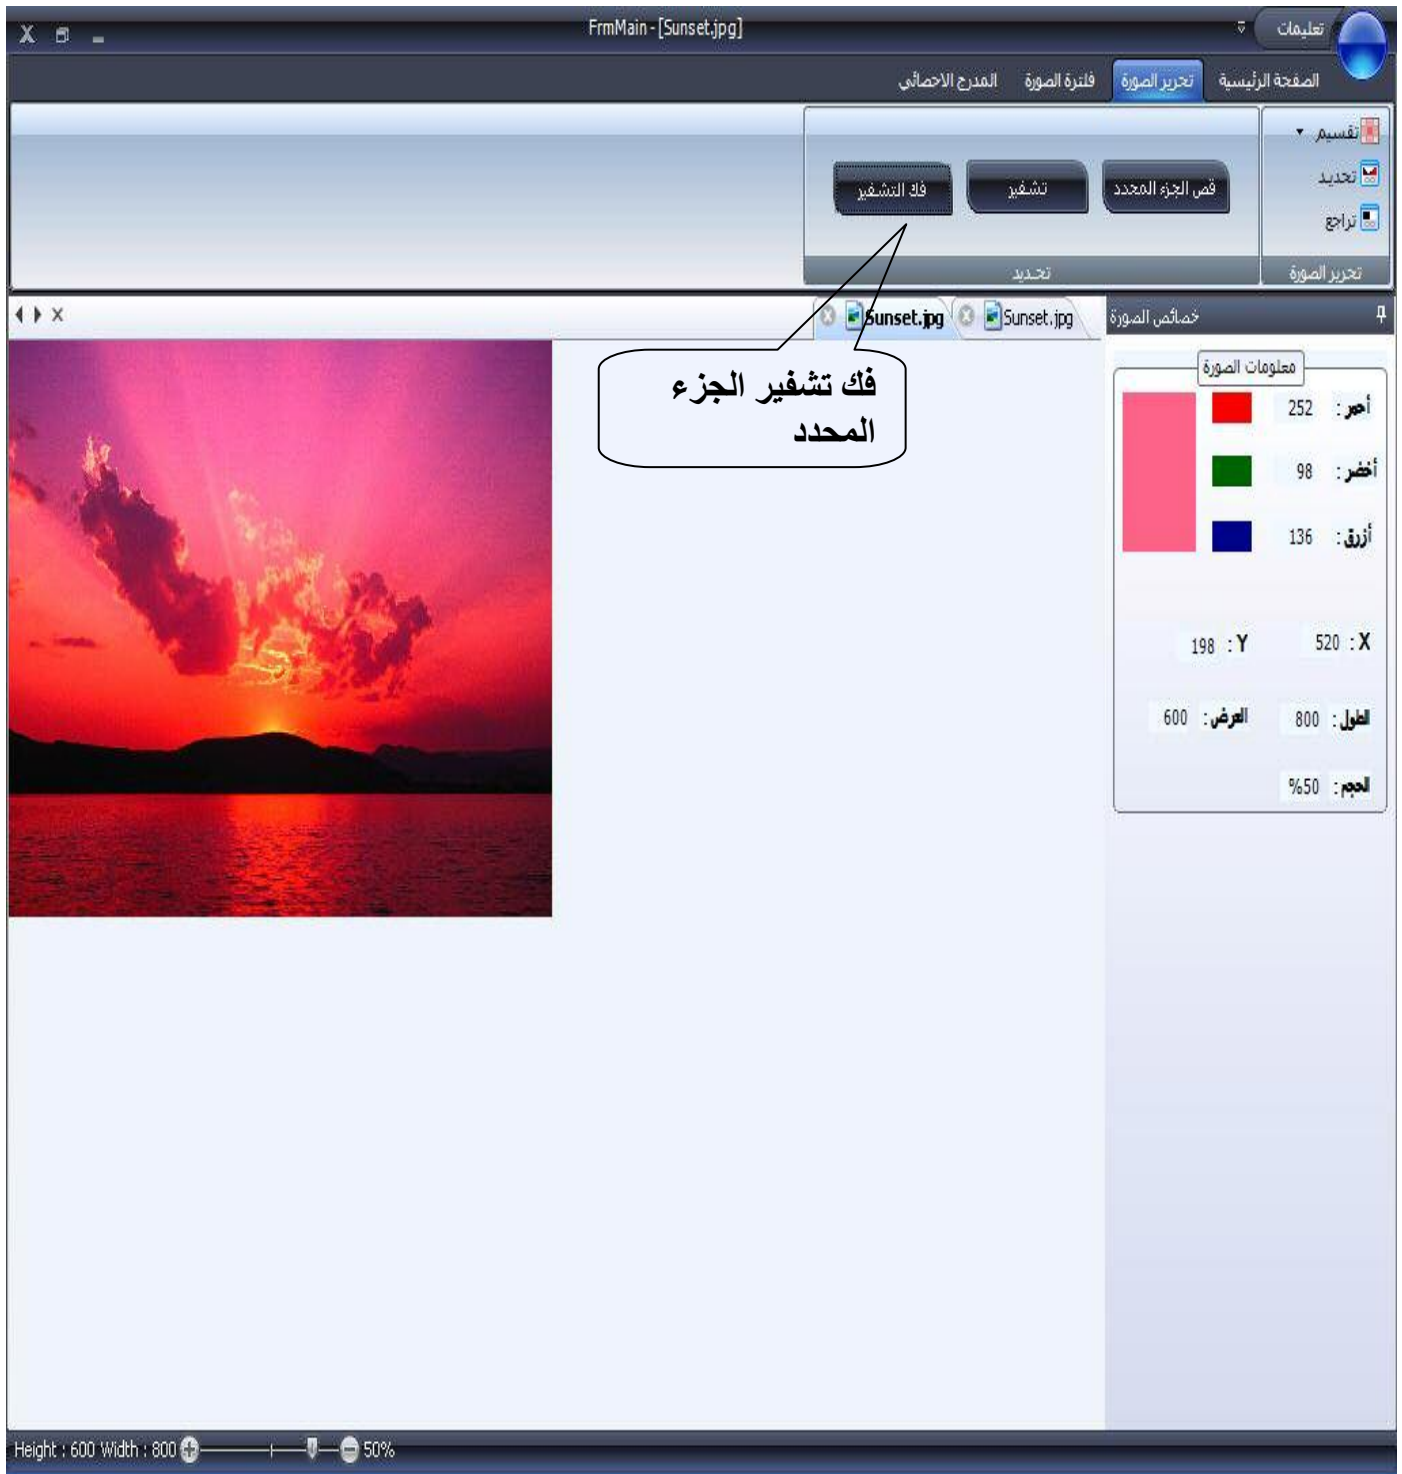 FrmMain - [Sunset.jpg]
تعليمات
الصفحة الرئيسية تحرير الصورة فلترة الصورة المدرج الاحصائي
تقسيم
تحديد
تراجع
تحرير الصورة
قص الجزء المحدد تشفير فك التشفير
تحديد
خصائص الصورة
Sunset.jpg Sunset.jpg
فك تشفير الجزء
المحدد
معلومات الصورة
أحمر : 252
أخضر : 98
أزرق : 136
X : 520 Y : 198
الطول : 800 العرض : 600
الحجم : %50
Height : 600 Width : 800 50%